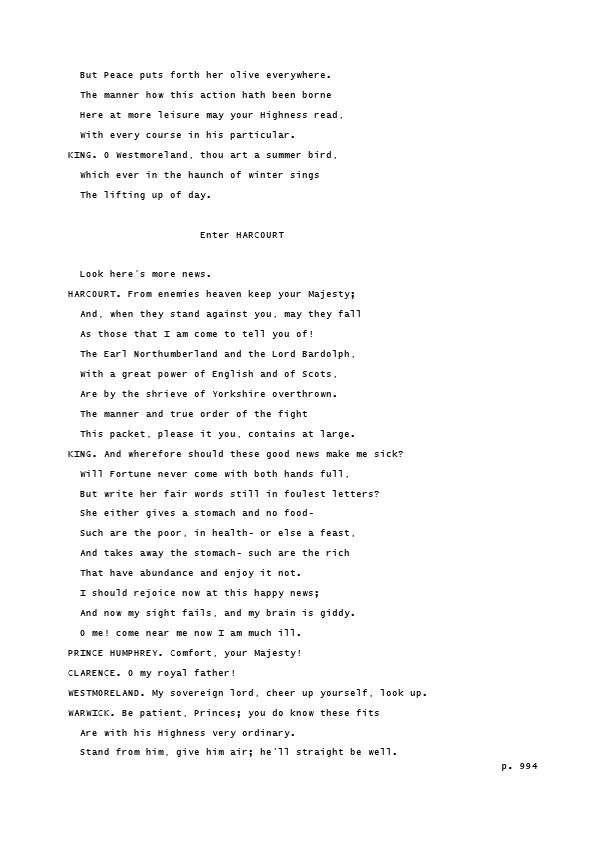 But Peace puts forth her olive everywhere.
The manner how this action hath been borne
Here at more leisure may your Highness read,
With every course in his particular.
KING. O Westmoreland, thou art a summer bird,
Which ever in the haunch of winter sings
The lifting up of day.
Enter HARCOURT
Look here's more news.
HARCOURT. From enemies heaven keep your Majesty;
And, when they stand against you, may they fall
As those that I am come to tell you of!
The Earl Northumberland and the Lord Bardolph,
With a great power of English and of Scots,
Are by the shrieve of Yorkshire overthrown.
The manner and true order of the fight
This packet, please it you, contains at large.
KING. And wherefore should these good news make me sick?
Will Fortune never come with both hands full,
But write her fair words still in foulest letters?
She either gives a stomach and no food-
Such are the poor, in health- or else a feast,
And takes away the stomach- such are the rich
That have abundance and enjoy it not.
I should rejoice now at this happy news;
And now my sight fails, and my brain is giddy.
O me! come near me now I am much ill.
PRINCE HUMPHREY. Comfort, your Majesty!
CLARENCE. O my royal father!
WESTMORELAND. My sovereign lord, cheer up yourself, look up.
WARWICK. Be patient, Princes; you do know these fits
Are with his Highness very ordinary.
Stand from him, give him air; he'll straight be well.
p. 994